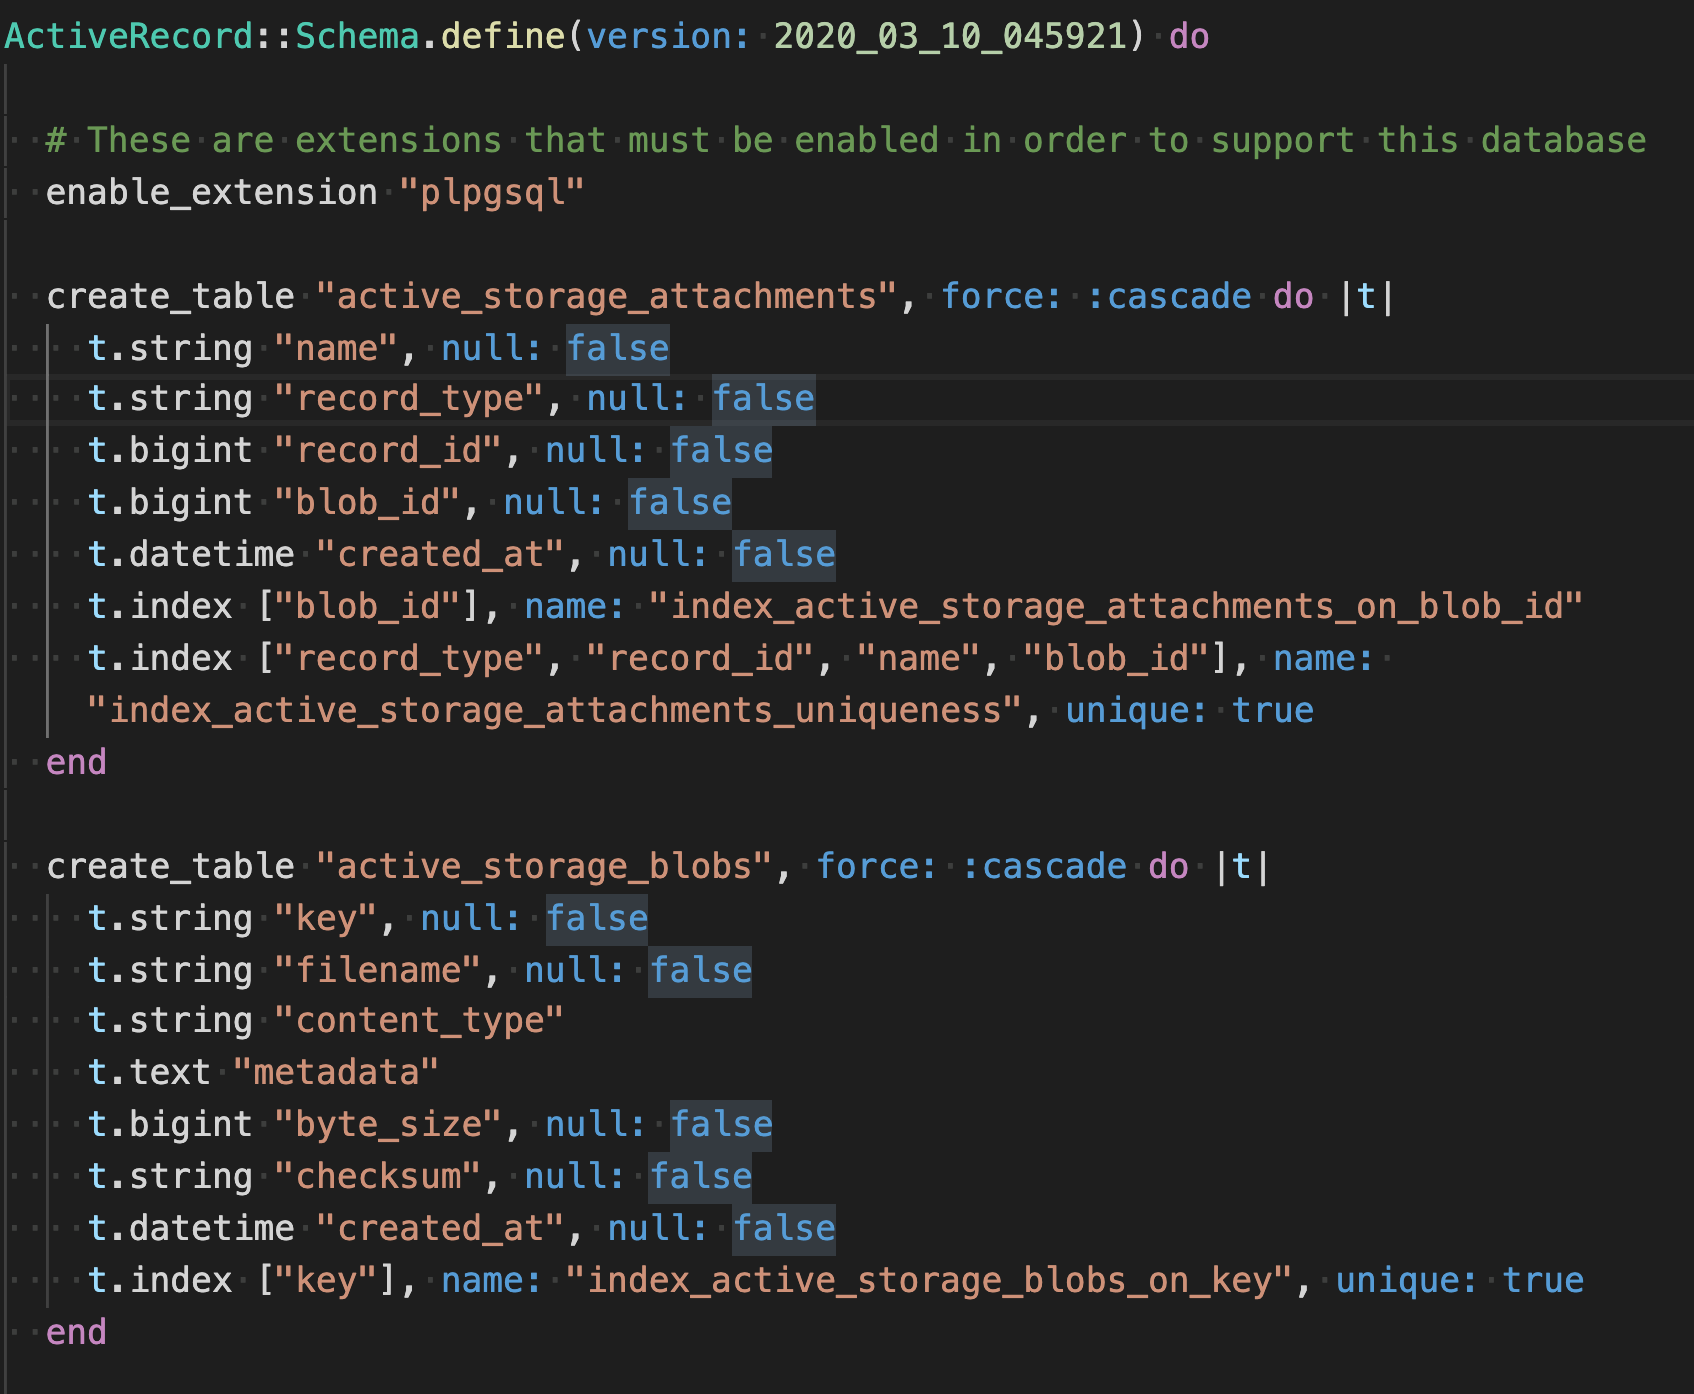 ActiveRecord::Schema.define(version: 2020_03_10_045921) do
# These are extensions that must be enabled in order to support this database
enable_extension "plpgsql"
create_table "active_storage_attachments", force: :cascade do |t|
t.string "name", null: false
t.string "record_type", null: false
t.bigint "record_id", null: false
t.bigint "blob_id", null: false
t.datetime "created_at", null: false
t.index ["blob_id"], name: "index_active_storage_attachments_on_blob_id"
t.index ["record_type", "record_id", "name", "blob_id"], name:
"index_active_storage_attachments_uniqueness", unique: true
end
create_table "active_storage_blobs", force: :cascade do |t|
t.string "key", null: false
t.string "filename", null: false
t.string "content_type"
t.text "metadata"
t.bigint "byte_size", null: false
t.string "checksum", null: false
t.datetime "created_at", null: false
t.index ["key"], name: "index_active_storage_blobs_on_key", unique: true
end